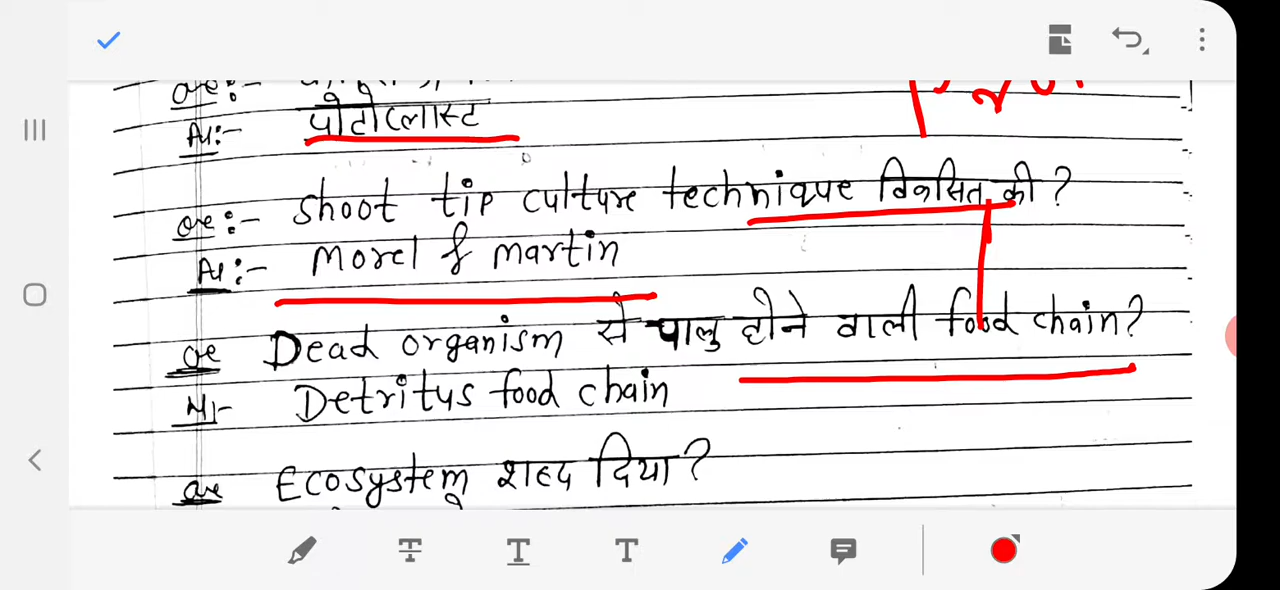 Que:-
Ans:- पोटोप्लास्ट
Que:- Shoot tip culture technique विकसित की?
Ans:- Morel & martin
Que Dead organism से चालु होने वाली food chain?
Ans- Detritus food chain
Que Ecosystem शब्द दिया?